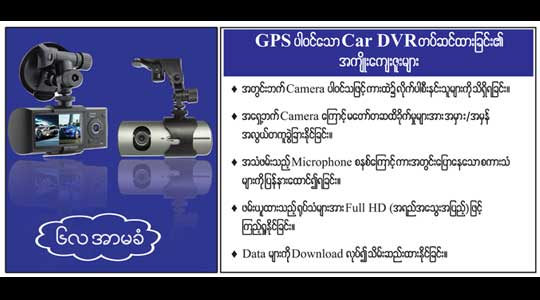 GPS ပါဝင်သော Car DVR တပ်ဆင်ထားခြင်း၏
အကျိုးကျေးဇူးများ
♦ အတွင်းဘက် Camera ပါဝင်သဖြင့် ကားထဲ၌ လိုက်ပါစီးနင်းသူများကို သိရှိရခြင်း။
♦ အရှေ့ဘက် Camera ကြောင့် မတော်တဆထိခိုက်မှုများအား အမှား/အမှန်
အလွယ်တကူခွဲခြားနိုင်ခြင်း။
♦ အသံဖမ်းသည့် Microphone စနစ်ကြောင့် ကားအတွင်းပြောနေသော စကားသံ
များကို ပြန်နားထောင်၍ရခြင်း။
♦ ဖမ်းယူထားသည့် ရုပ်သံများအား Full HD (အရည်အသွေးအပြည့်) ဖြင့်
ကြည့်ရှုနိုင်ခြင်း။
♦ Data များကို Download လုပ်၍ သိမ်းဆည်းထားနိုင်ခြင်း။
၆လ အာမခံ